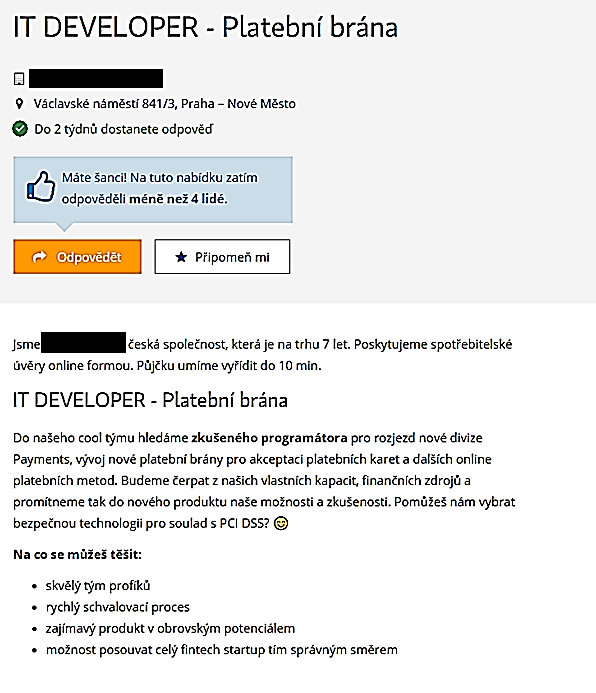 IT DEVELOPER - Platební brána
Václavské náměstí 841/3, Praha – Nové Město
Do 2 týdnů dostanete odpověď
Máte šanci! Na tuto nabídku zatím
odpověděli méně než 4 lidé.
Odpovědět
Připomeň mi
Jsme česká společnost, která je na trhu 7 let. Poskytujeme spotřebitelské
úvěry online formou. Půjčku umíme vyřídit do 10 min.
IT DEVELOPER - Platební brána
Do našeho cool týmu hledáme zkušeného programátora pro rozjezd nové divize
Payments, vývoj nové platební brány pro akceptaci platebních karet a dalších online
platebních metod. Budeme čerpat z našich vlastních kapacit, finančních zdrojů a
promítneme tak do nového produktu naše možnosti a zkušenosti. Pomůžeš nám vybrat
bezpečnou technologii pro soulad s PCI DSS? 😊
Na co se můžeš těšit:
• skvělý tým profíků
• rychlý schvalovací proces
• zajímavý produkt v obrovským potenciálem
• možnost posouvat celý fintech startup tím správným směrem